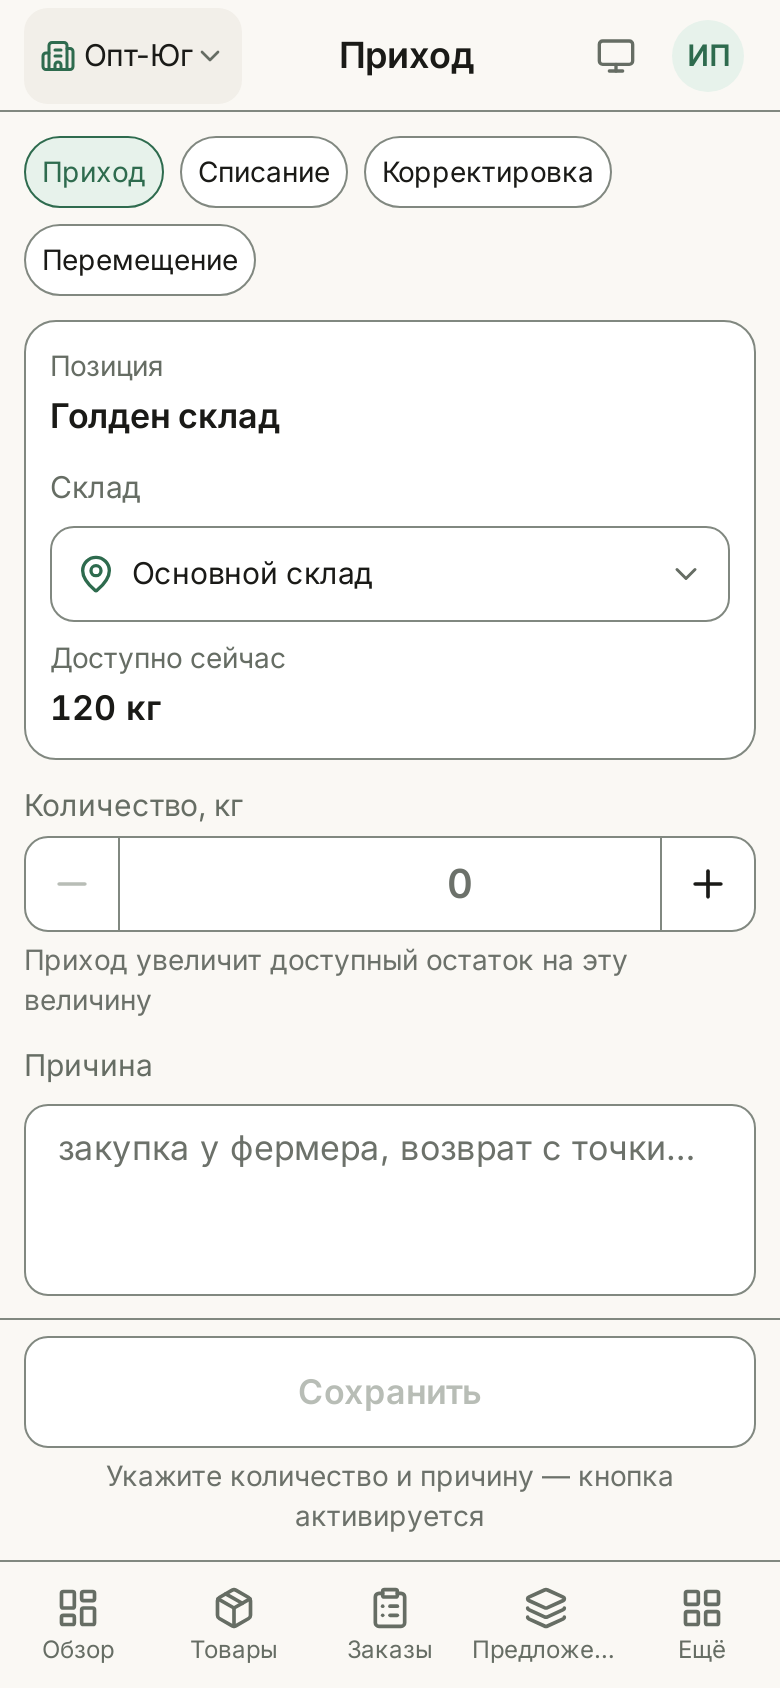 Опт-Юг
Приход
ИП
Приход
Списание
Корректировка
Перемещение
Позиция
Голден склад
Склад
Основной склад
Доступно сейчас
120 кг
Количество, кг
0
Приход увеличит доступный остаток на эту
величину
Причина
закупка у фермера, возврат с точки...
Сохранить
Укажите количество и причину — кнопка
активируется
Обзор
Товары
Заказы
Предложе...
Ещё